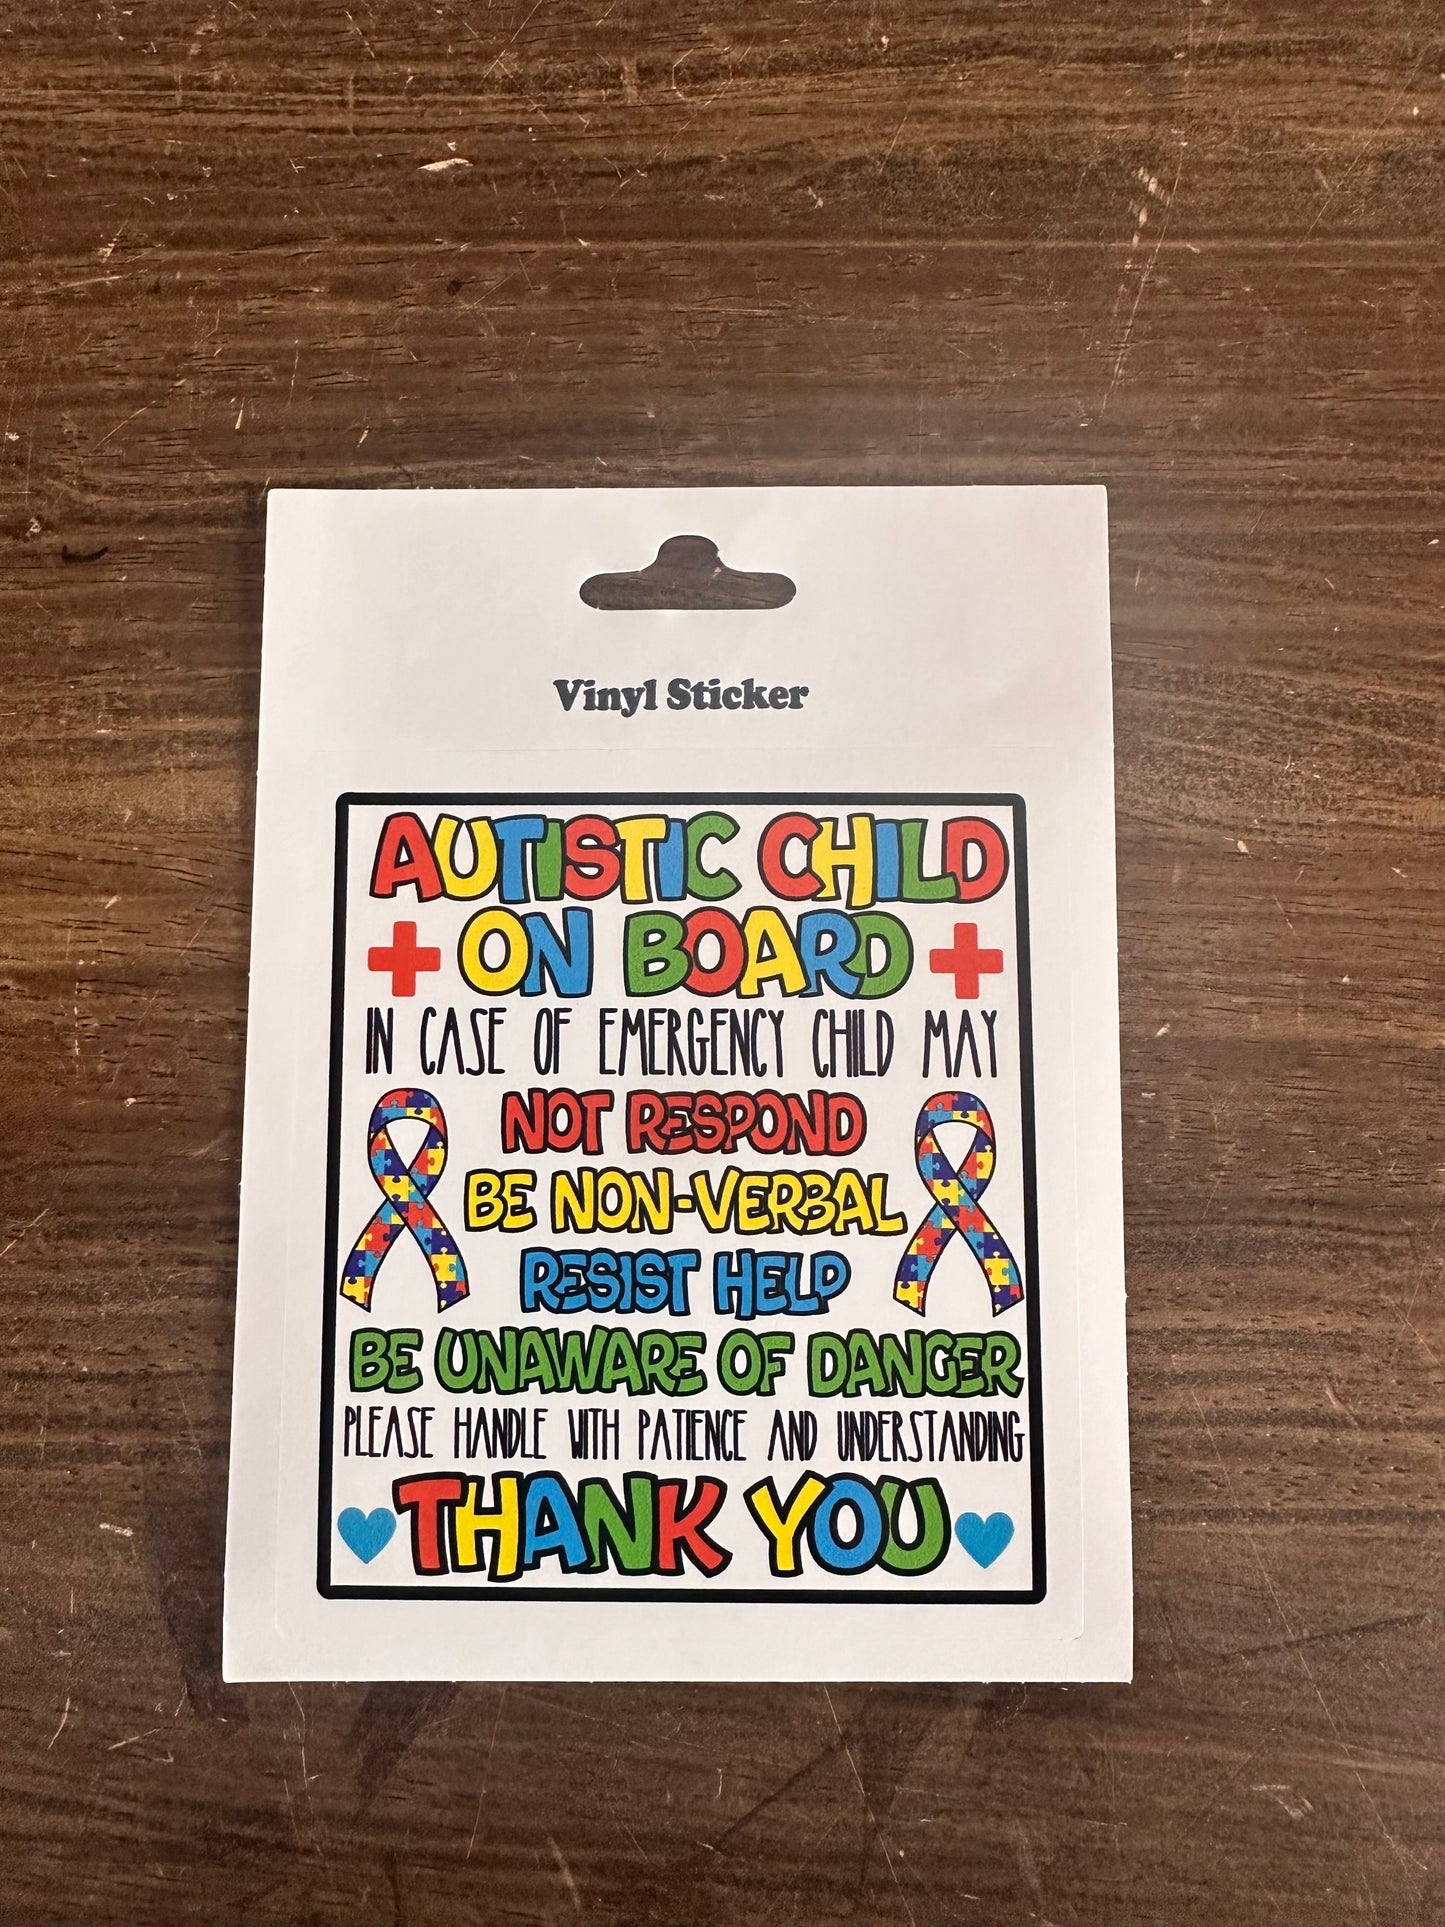 Vinyl Sticker
AUTISTIC CHILD
ON BOARD
IN CASE OF EMERGENCY CHILD MAY
NOT RESPOND
BE NON-VERBAL
RESIST HELP
BE UNAWARE OF DANGER
PLEASE HANDLE WITH PATIENCE AND UNDERSTANDING
THANK YOU